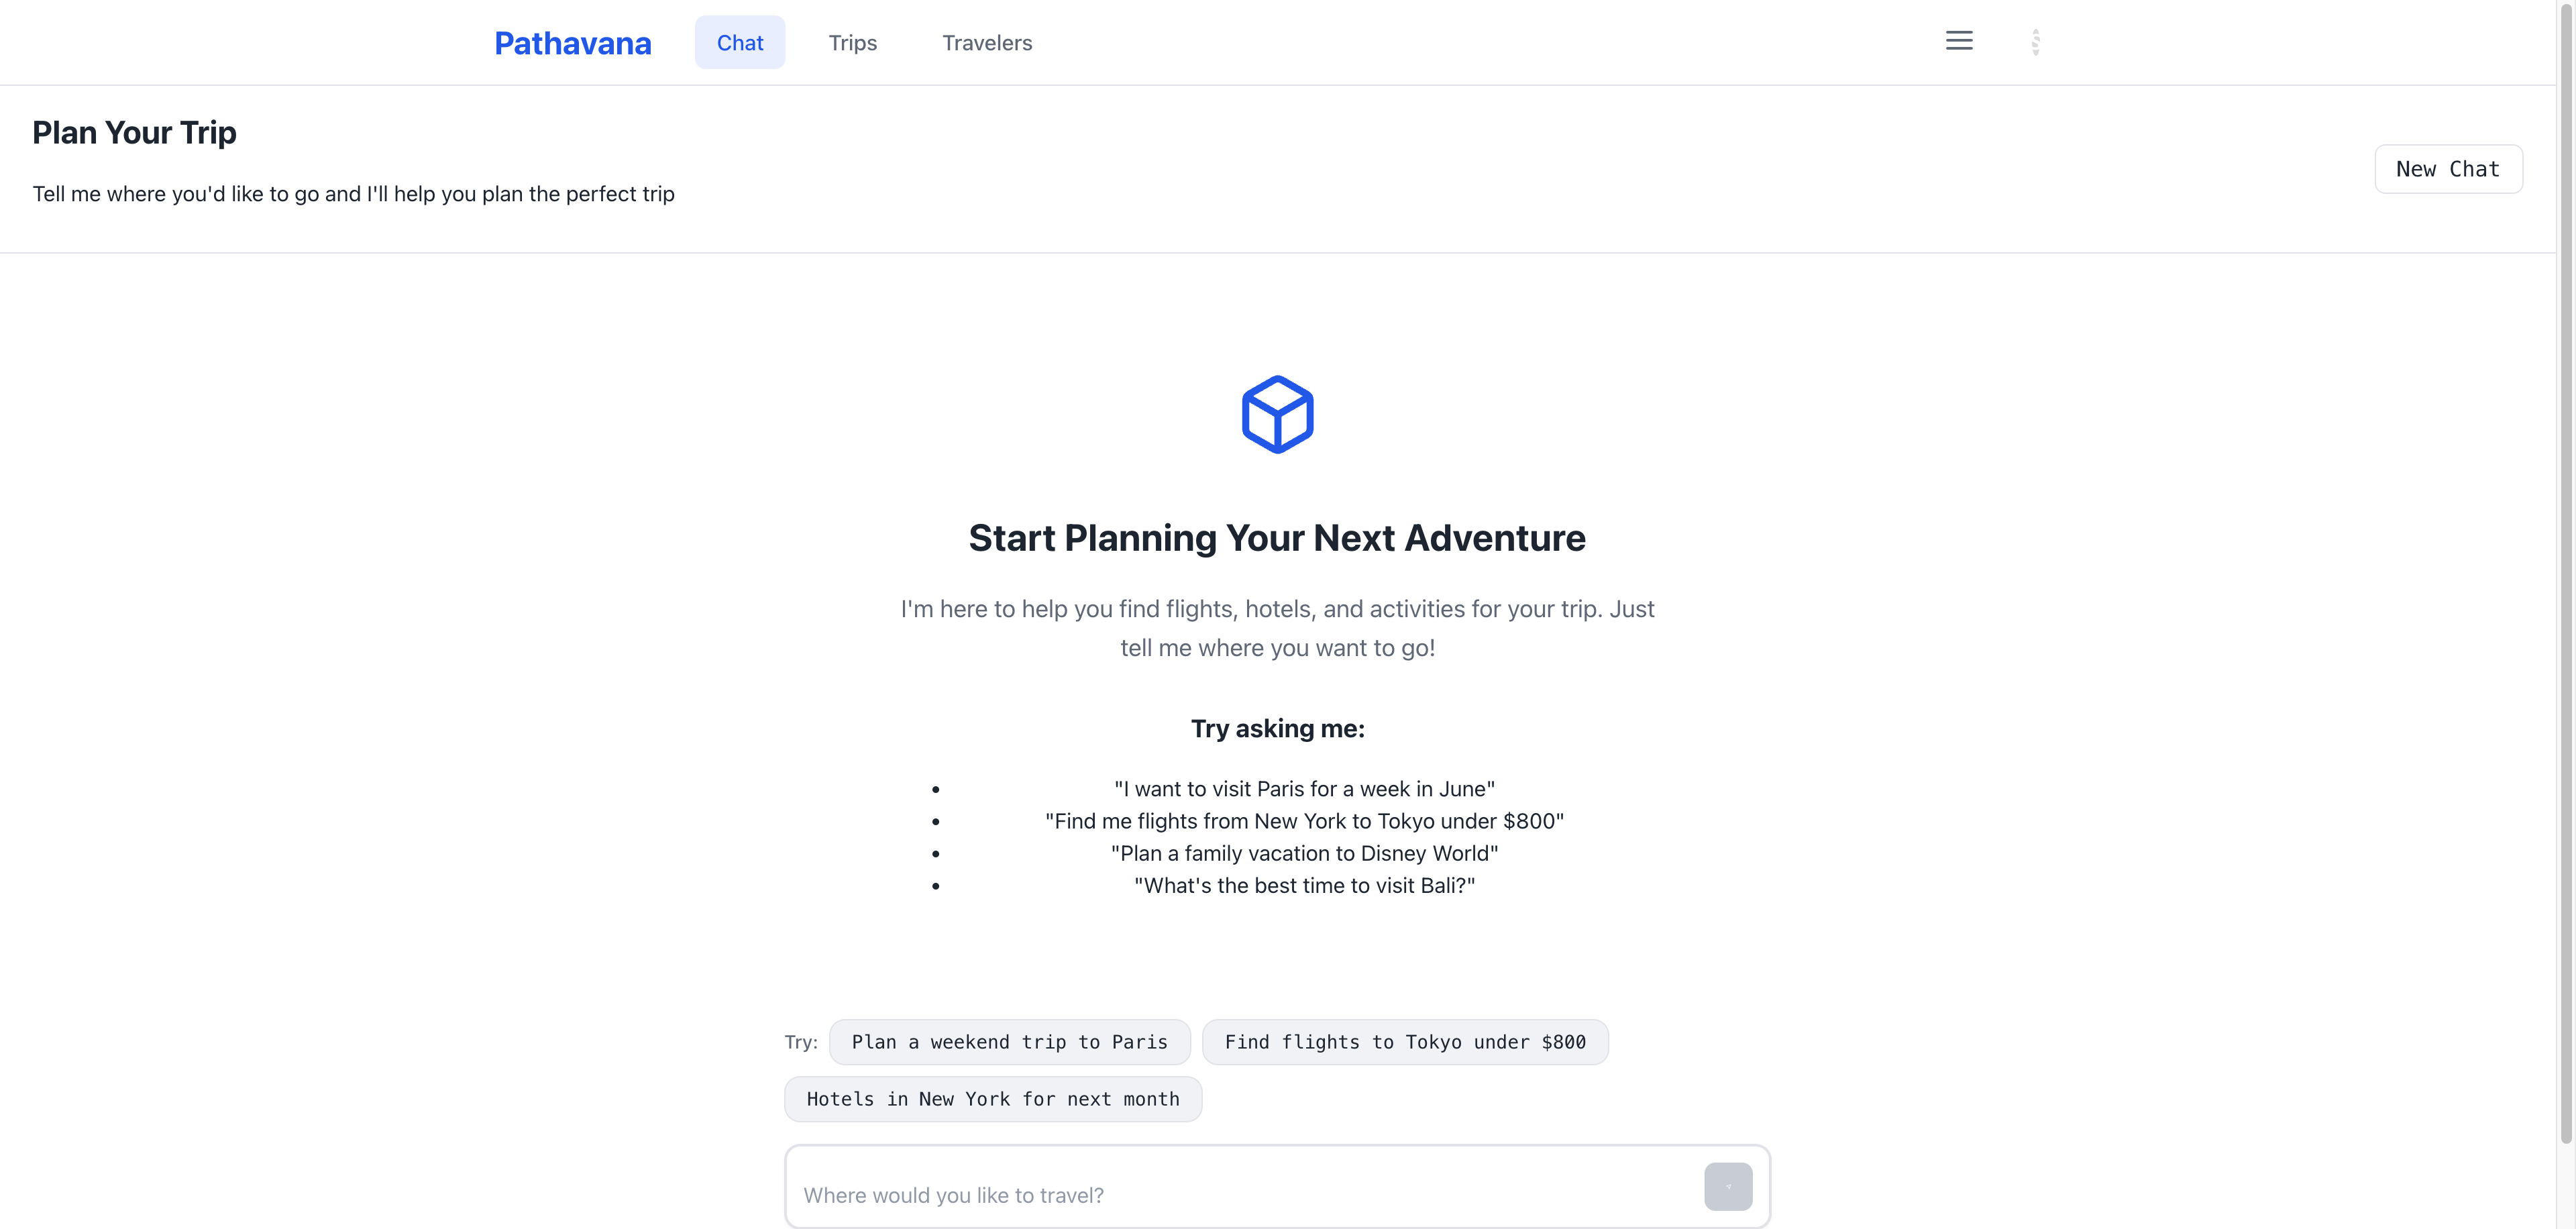 Pathavana
Chat
Trips
Travelers
Plan Your Trip
Tell me where you'd like to go and I'll help you plan the perfect trip
New Chat
Start Planning Your Next Adventure
I'm here to help you find flights, hotels, and activities for your trip. Just
tell me where you want to go!
Try asking me:
• "I want to visit Paris for a week in June"
• "Find me flights from New York to Tokyo under $800"
• "Plan a family vacation to Disney World"
• "What's the best time to visit Bali?"
Try:
Plan a weekend trip to Paris
Find flights to Tokyo under $800
Hotels in New York for next month
Where would you like to travel?